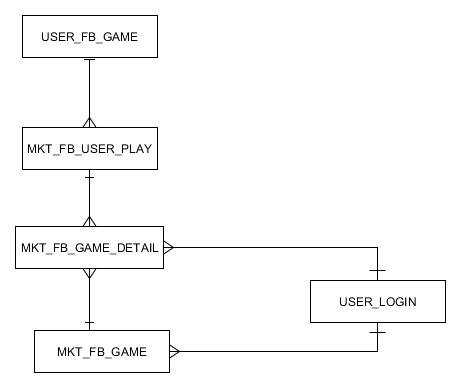 USER_FB_GAME
MKT_FB_USER_PLAY
MKT_FB_GAME_DETAIL
USER_LOGIN
MKT_FB_GAME